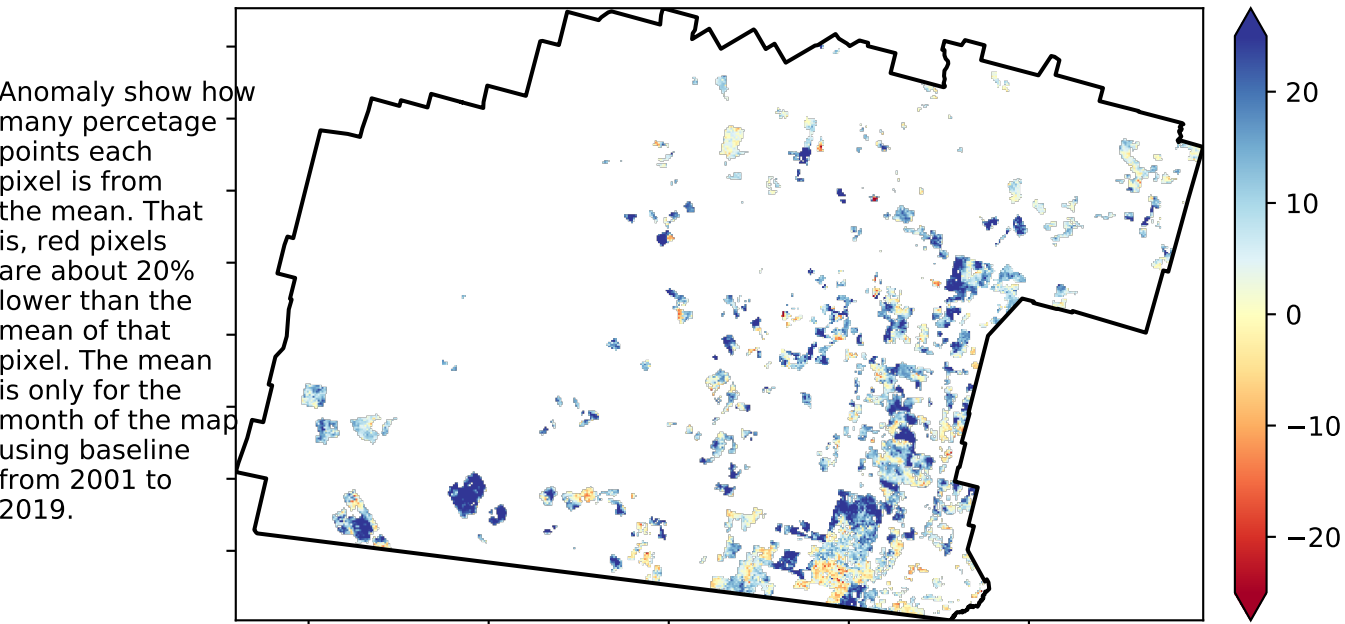 Anomaly show how
many percetage
points each
pixel is from
the mean. That
is, red pixels
are about 20%
lower than the
mean of that
pixel. The mean
is only for the
month of the map
using baseline
from 2001 to
2019.
20
10
0
−10
−20